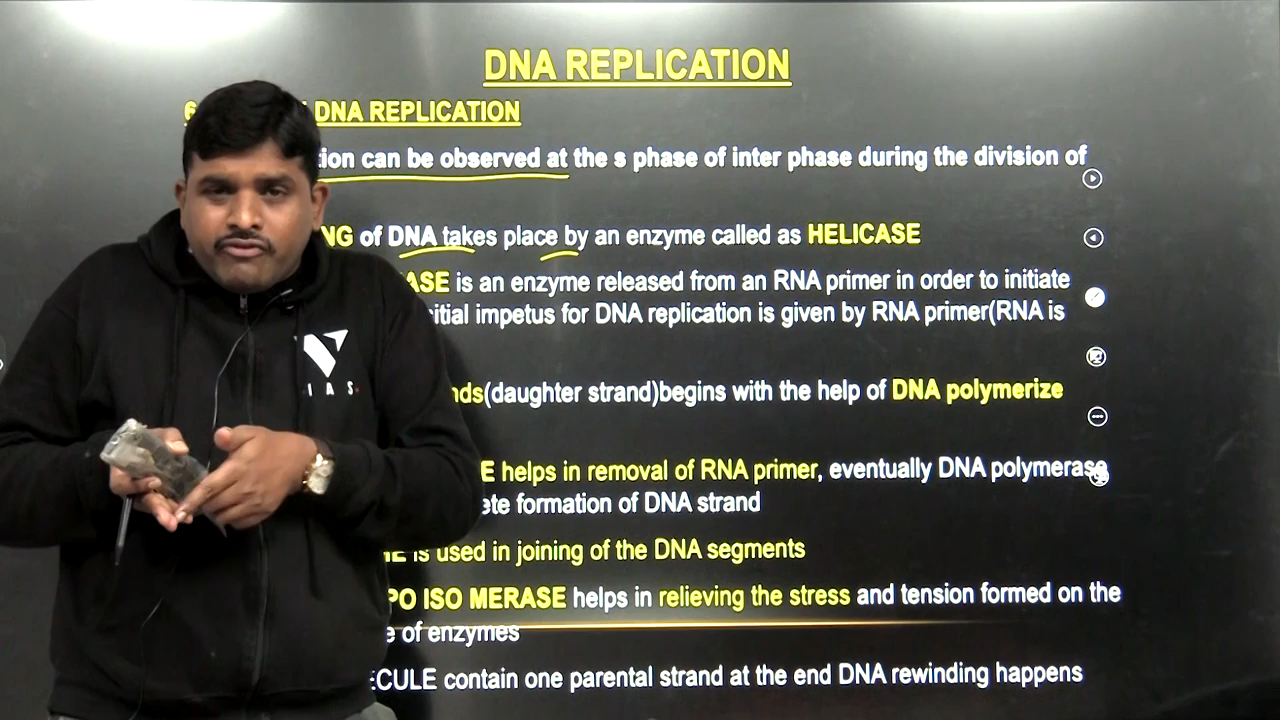 DNA REPLICATION
DNA REPLICATION
tion can be observed at the s phase of inter phase during the division of
NG of DNA takes place by an enzyme called as HELICASE
ASE is an enzyme released from an RNA primer in order to initiate
itial impetus for DNA replication is given by RNA primer(RNA is
nds(daughter strand)begins with the help of DNA polymerize
E helps in removal of RNA primer, eventually DNA polymerase
ete formation of DNA strand
is used in joining of the DNA segments
PO ISO MERASE helps in relieving the stress and tension formed on the
e of enzymes
ECULE contain one parental strand at the end DNA rewinding happens
IAS